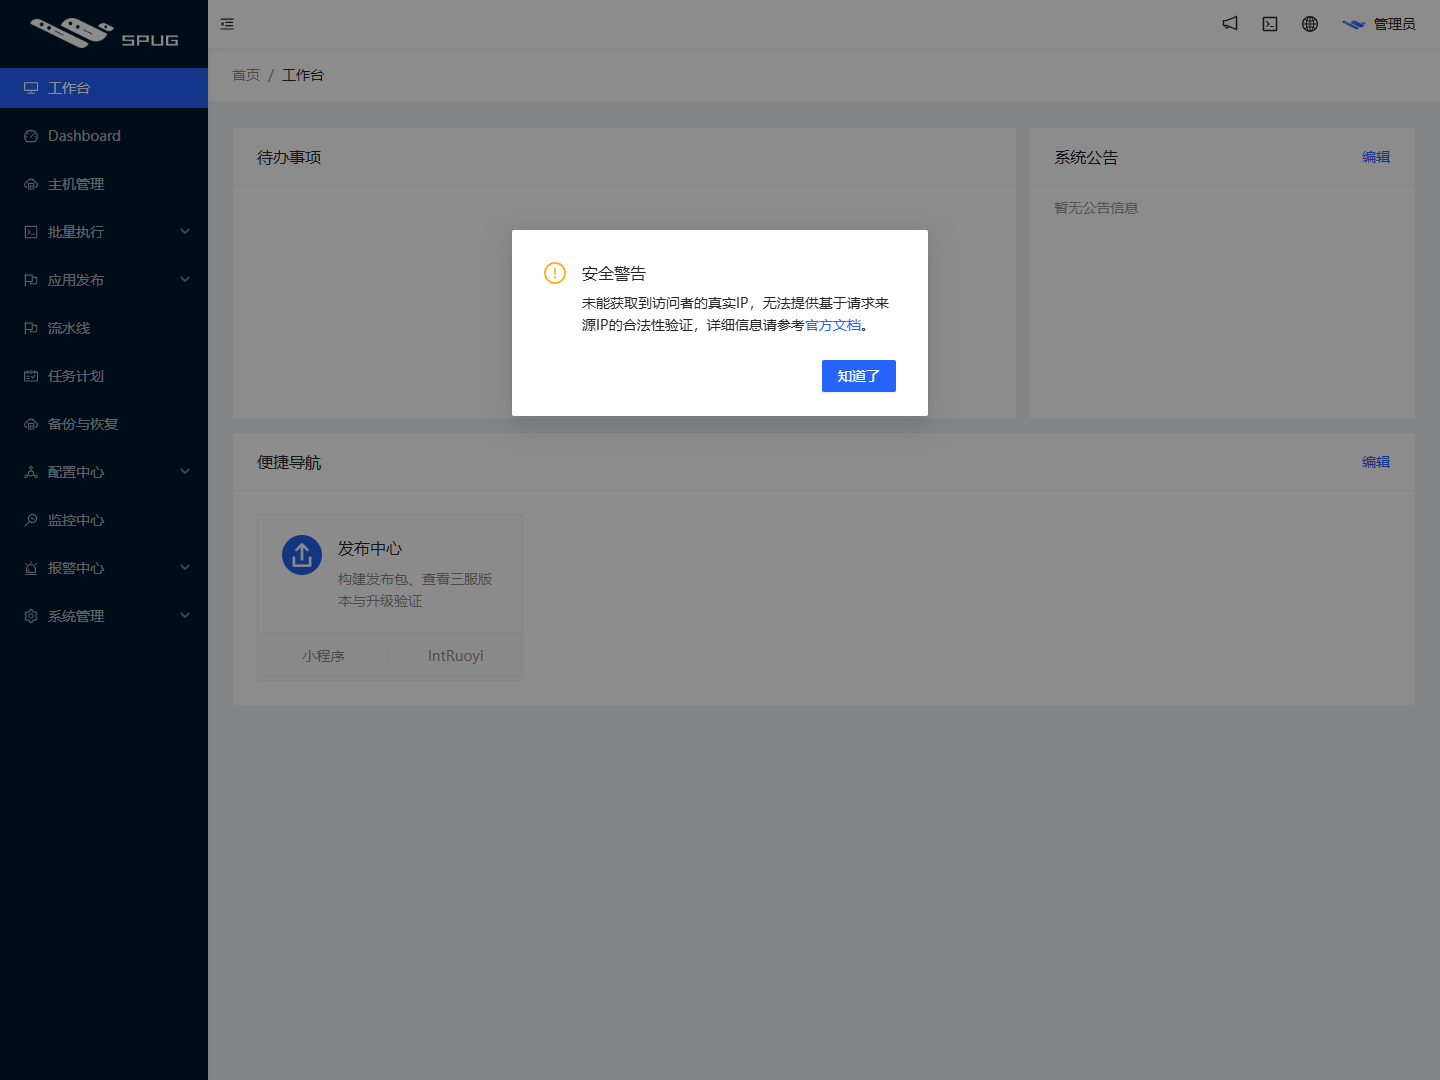 SPUG
管理员
首页 / 工作台
工作台
Dashboard
主机管理
批量执行
应用发布
流水线
任务计划
备份与恢复
配置中心
监控中心
报警中心
系统管理
待办事项
系统公告
编辑
暂无公告信息
安全警告
未能获取到访问者的真实IP，无法提供基于请求来
源IP的合法性验证，详细信息请参考官方文档。
知道了
便捷导航
编辑
发布中心
构建发布包、查看三服版
本与升级验证
小程序
IntRuoyi